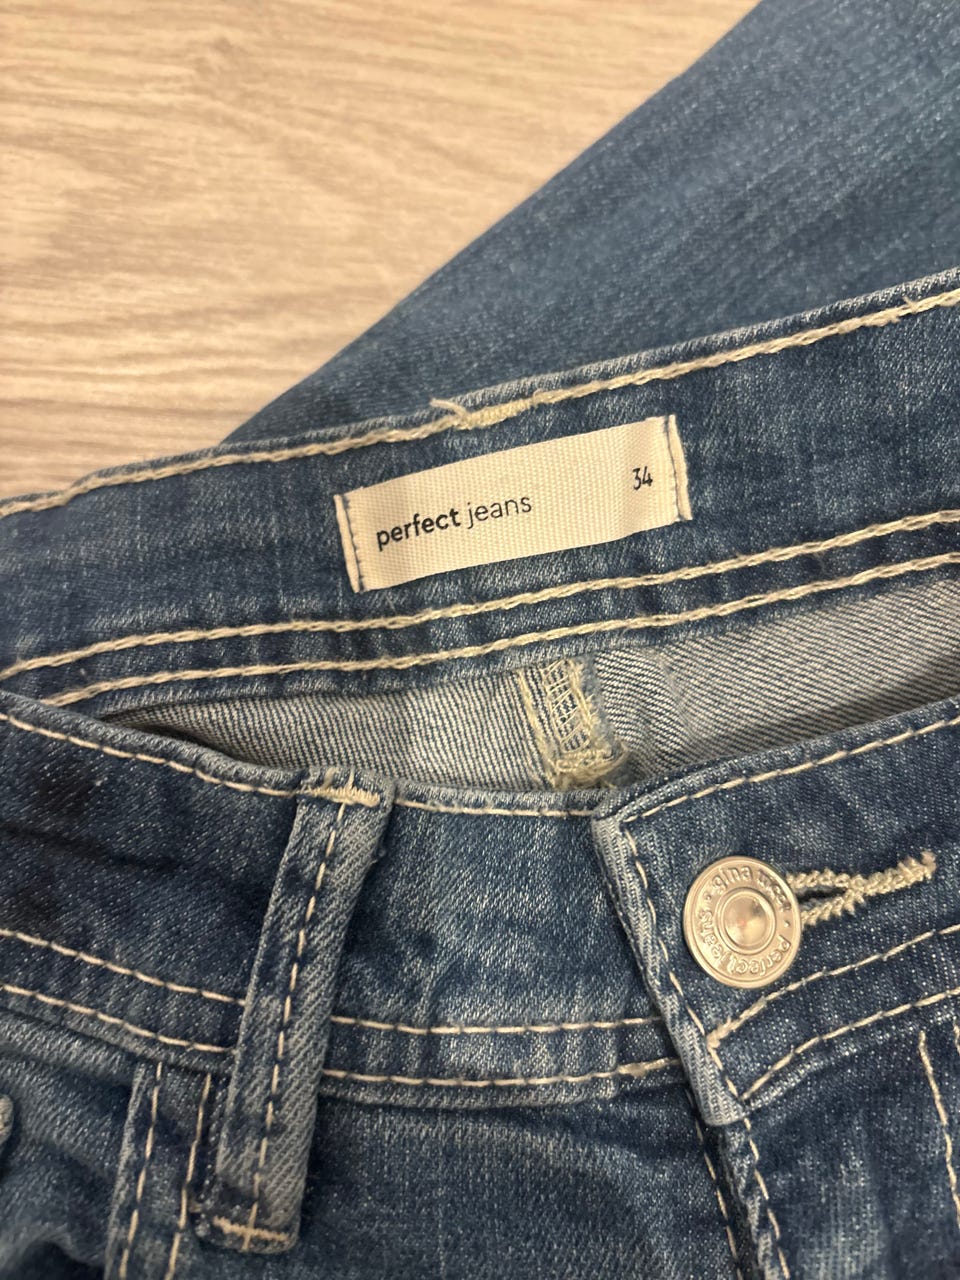 perfect jeans 34
gina tricot
perfect jeans